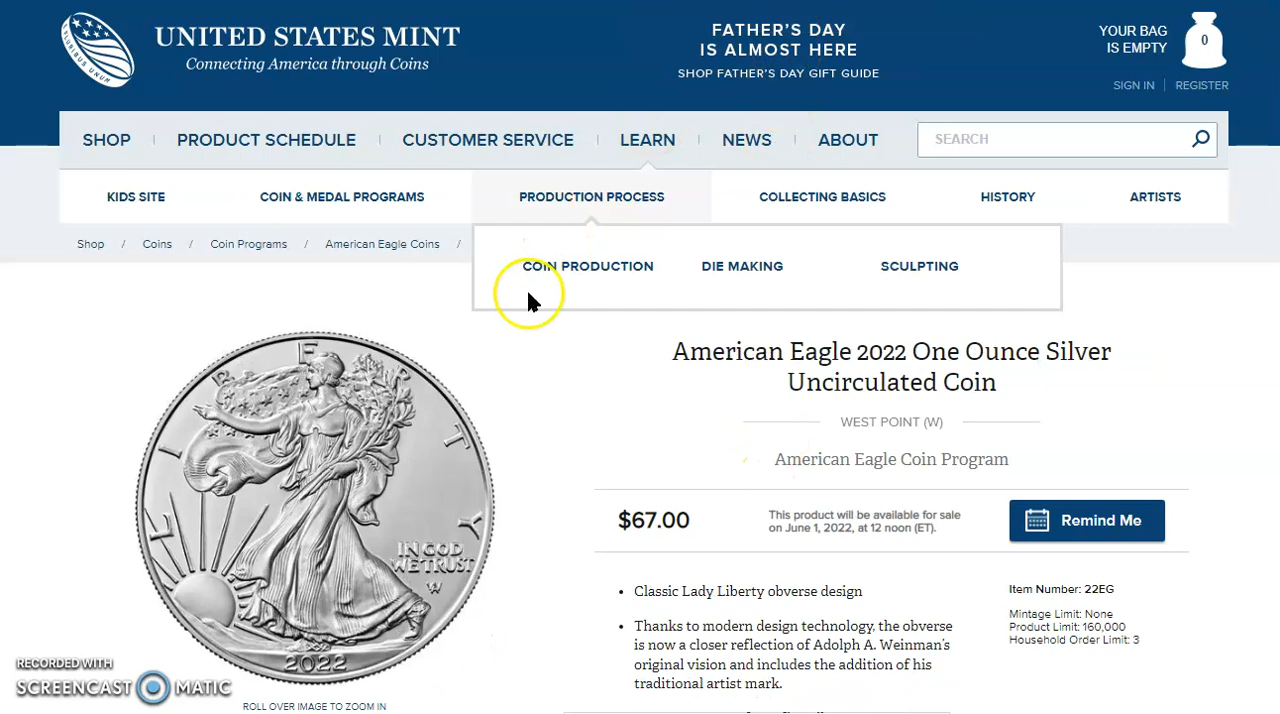 UNITED STATES MINT
Connecting America through Coins
FATHER'S DAY
IS ALMOST HERE
SHOP FATHER'S DAY GIFT GUIDE
YOUR BAG
IS EMPTY
0
SIGN IN
REGISTER
SHOP
PRODUCT SCHEDULE
CUSTOMER SERVICE
LEARN
NEWS
ABOUT
SEARCH
KIDS SITE
COIN & MEDAL PROGRAMS
PRODUCTION PROCESS
COLLECTING BASICS
HISTORY
ARTISTS
Shop / Coins / Coin Programs / American Eagle Coins /
COIN PRODUCTION
DIE MAKING
SCULPTING
LIBERTY
IN GOD
WE TRUST
W
2022
ROLL OVER IMAGE TO ZOOM IN
American Eagle 2022 One Ounce Silver
Uncirculated Coin
WEST POINT (W)
American Eagle Coin Program
$67.00
This product will be available for sale
on June 1, 2022, at 12 noon (ET).
Remind Me
• Classic Lady Liberty obverse design
• Thanks to modern design technology, the obverse
is now a closer reflection of Adolph A. Weinman's
original vision and includes the addition of his
traditional artist mark.
Item Number: 22EG
Mintage Limit: None
Product Limit: 160,000
Household Order Limit: 3
RECORDED WITH
SCREENCAST MATIC